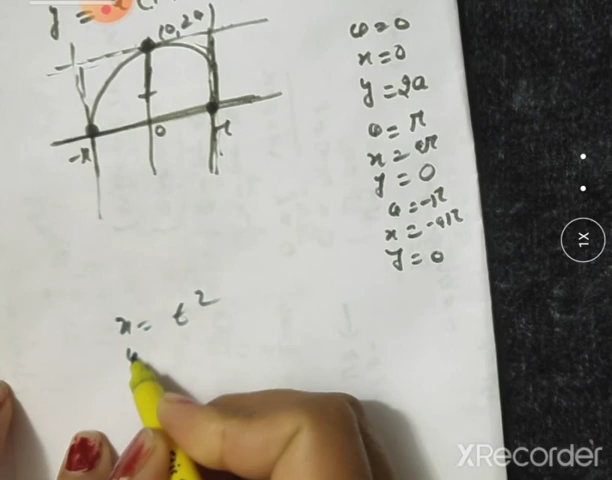 y =
(0, 2a)
-π 0 π
θ = 0
x = 0
y = 2a
θ = π
x = aπ
y = 0
θ = -π
x = -aπ
y = 0
x = t²
1X
XRecorder